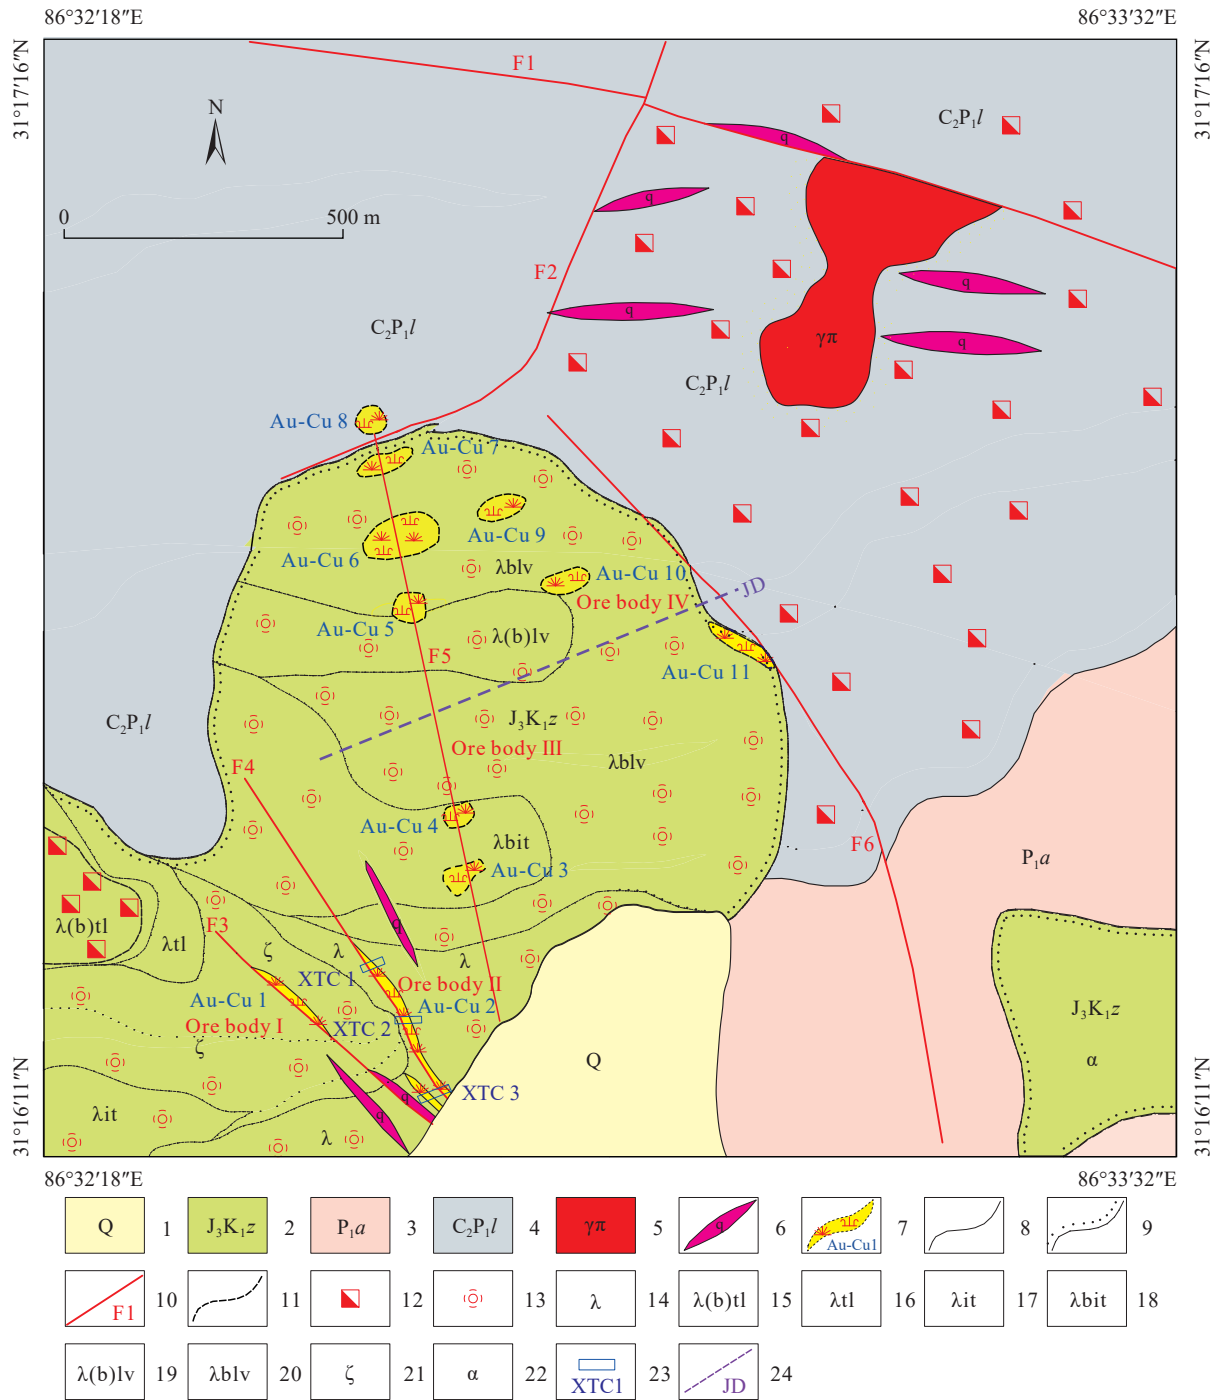 86°32′18″E
86°33′32″E
31°17′16″N
31°17′16″N
F1
C₂P₁l
N
q
q
0
500 m
F2
q
q
C₂P₁l
γπ
q
C₂P₁l
Au-Cu 8
Au-Cu 7
Au-Cu 9
Au-Cu 6
λblv
Au-Cu 10
JD
Ore body IV
Au-Cu 5
λ(b)lv
F5
Au-Cu 11
C₂P₁l
J₃K₁z
Ore body III
λblv
F4
Au-Cu 4
λbit
F6
P₁a
Au-Cu 3
λ(b)tl
F3
λtl
q
ζ
λ
λ
XTC 1
Ore body II
Au-Cu 1
Au-Cu 2
Ore body I
XTC 2
J₃K₁z
ζ
Q
α
XTC 3
q
λit
q
λ
31°16′11″N
31°16′11″N
86°32′18″E
86°33′32″E
Q 1
J₃K₁z 2
P₁a 3
C₂P₁l 4
γπ 5
q 6
Au-Cu1 7
8
9
F1 10
11
12
13
λ 14
λ(b)tl 15
λtl 16
λit 17
λbit 18
λ(b)lv 19
λblv 20
ζ 21
α 22
XTC1 23
JD 24